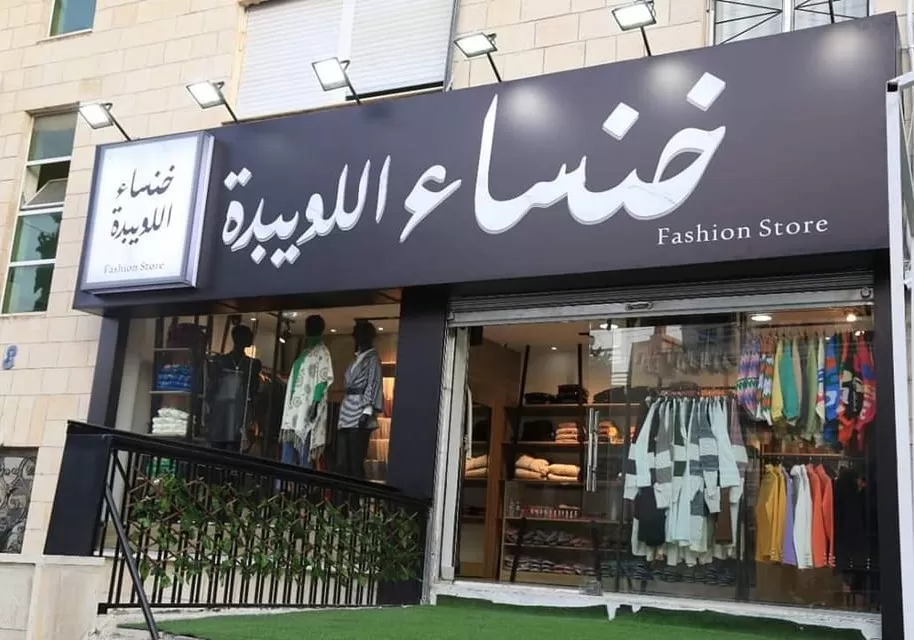 خنساء اللويبدة
Fashion Store
خنساء
اللويبدة
Fashion Store